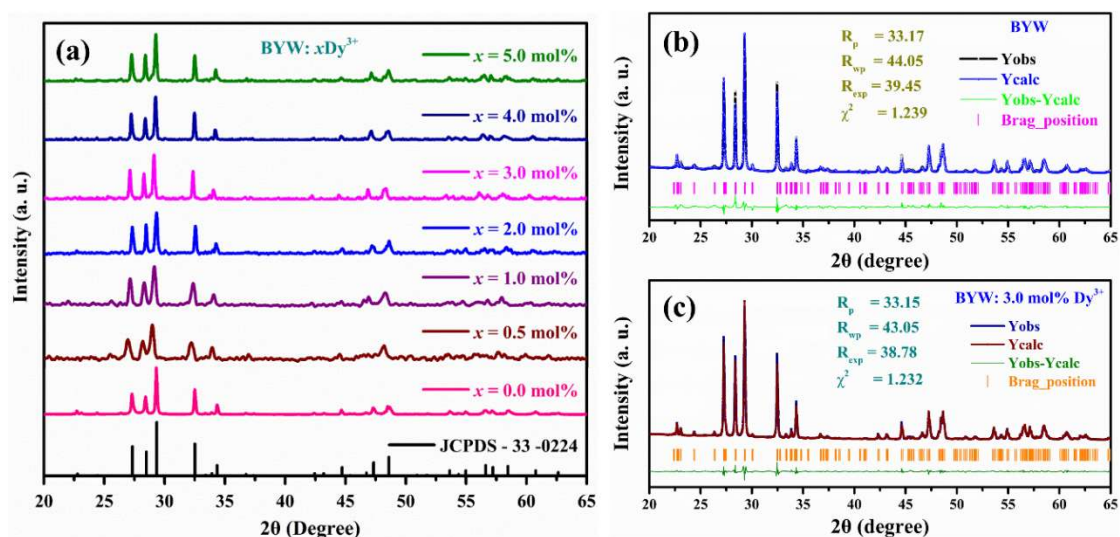 (a)
BYW: xDy³⁺
x = 5.0 mol%
x = 4.0 mol%
x = 3.0 mol%
x = 2.0 mol%
x = 1.0 mol%
x = 0.5 mol%
x = 0.0 mol%
JCPDS - 33 -0224
Intensity (a. u.)
20 25 30 35 40 45 50 55 60 65
2θ (Degree)
(b)
BYW
Rp = 33.17
Rwp = 44.05
Rexp = 39.45
χ² = 1.239
Yobs
Ycalc
Yobs-Ycalc
Brag_position
Intensity (a. u.)
20 25 30 35 40 45 50 55 60 65
2θ (degree)
(c)
BYW: 3.0 mol% Dy³⁺
Rp = 33.15
Rwp = 43.05
Rexp = 38.78
χ² = 1.232
Yobs
Ycalc
Yobs-Ycalc
Brag_position
Intensity (a. u.)
20 25 30 35 40 45 50 55 60 65
2θ (degree)